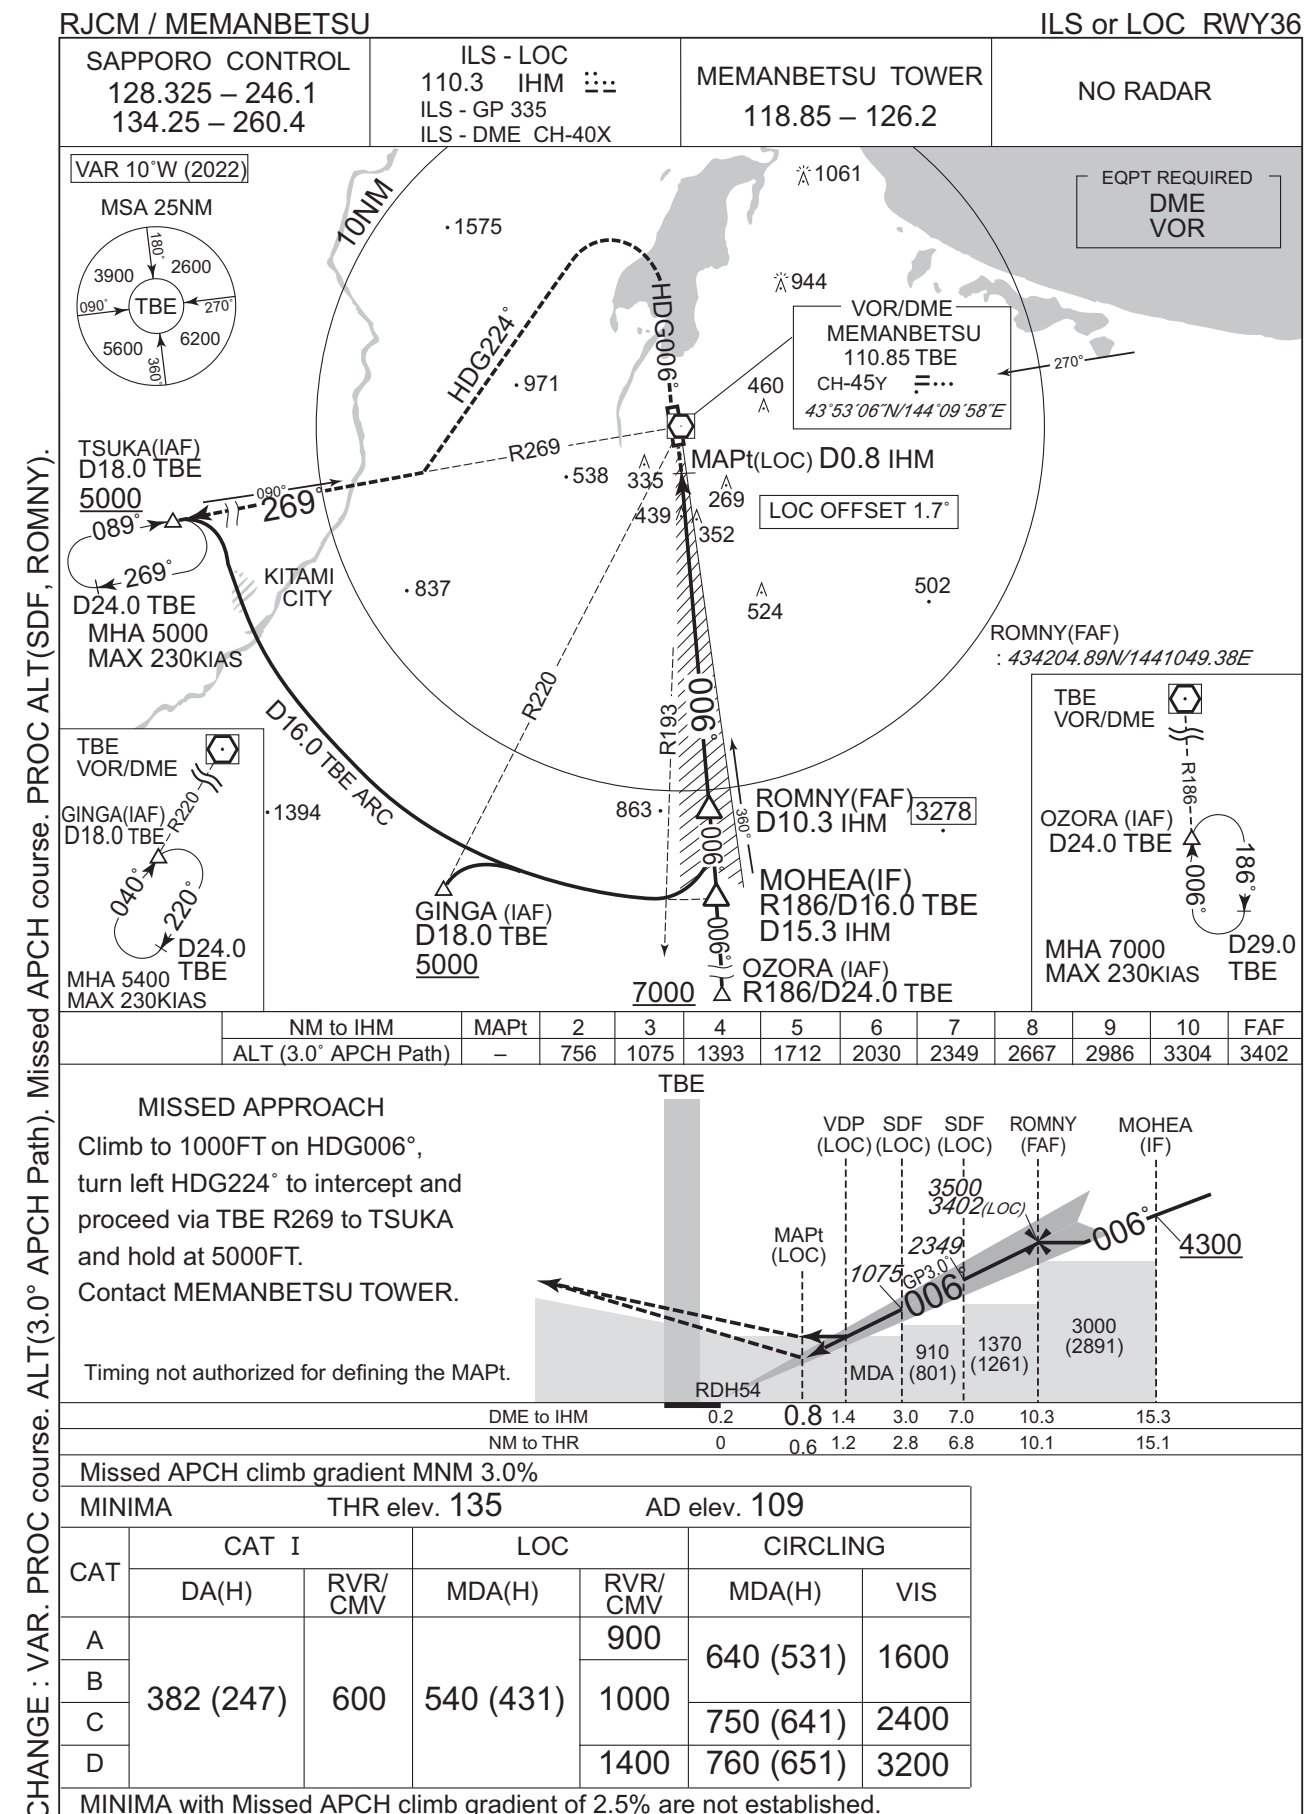 RJCM / MEMANBETSU
ILS or LOC RWY36
SAPPORO CONTROL
128.325 – 246.1
134.25 – 260.4
ILS - LOC
110.3 IHM
ILS - GP 335
ILS - DME CH-40X
MEMANBETSU TOWER
118.85 – 126.2
NO RADAR
VAR 10˚W (2022)
MSA 25NM
180˚
3900
2600
090˚
TBE
270˚
5600
6200
360˚
10NM
1575
1061
EQPT REQUIRED
DME
VOR
944
HDG006˚
HDG224˚
VOR/DME
MEMANBETSU
110.85 TBE
CH-45Y
43˚53´06˝N/144˚09´58˝E
270˚
971
460
R269
TSUKA(IAF)
D18.0 TBE
5000
089˚
269˚
D24.0 TBE
MHA 5000
MAX 230KIAS
090˚
269˚
538
335
MAPt(LOC) D0.8 IHM
269
439
352
LOC OFFSET 1.7˚
KITAMI
CITY
837
524
502
ROMNY(FAF)
: 434204.89N/1441049.38E
R220
R193
006˚
D16.0 TBE ARC
TBE
VOR/DME
GINGA(IAF)
D18.0 TBE
R220
040˚
220˚
D24.0
TBE
MHA 5400
MAX 230KIAS
1394
863
ROMNY(FAF)
D10.3 IHM
3278
360˚
006˚
MOHEA(IF)
R186/D16.0 TBE
D15.3 IHM
GINGA (IAF)
D18.0 TBE
5000
006˚
7000
OZORA (IAF)
R186/D24.0 TBE
TBE
VOR/DME
R186
OZORA (IAF)
D24.0 TBE
006˚
186˚
MHA 7000
MAX 230KIAS
D29.0
TBE
NM to IHM MAPt 2 3 4 5 6 7 8 9 10 FAF
ALT (3.0˚ APCH Path) – 756 1075 1393 1712 2030 2349 2667 2986 3304 3402
MISSED APPROACH
Climb to 1000FT on HDG006°,
turn left HDG224˚ to intercept and
proceed via TBE R269 to TSUKA
and hold at 5000FT.
Contact MEMANBETSU TOWER.
Timing not authorized for defining the MAPt.
TBE
MAPt
(LOC)
VDP
(LOC)
SDF
(LOC)
SDF
(LOC)
ROMNY
(FAF)
MOHEA
(IF)
3500
3402(LOC)
2349
1075
GP3.0˚
006˚
006˚
4300
MDA
910
(801)
1370
(1261)
3000
(2891)
RDH54
DME to IHM 0.2 0.8 1.4 3.0 7.0 10.3 15.3
NM to THR 0 0.6 1.2 2.8 6.8 10.1 15.1
Missed APCH climb gradient MNM 3.0%
MINIMA THR elev. 135 AD elev. 109
CAT CAT I LOC CIRCLING
DA(H) RVR/CMV MDA(H) RVR/CMV MDA(H) VIS
A 382 (247) 600 540 (431) 900 640 (531) 1600
B 1000
C 750 (641) 2400
D 1400 760 (651) 3200
MINIMA with Missed APCH climb gradient of 2.5% are not established.
CHANGE : VAR. PROC course. ALT(3.0° APCH Path). Missed APCH course. PROC ALT(SDF, ROMNY).